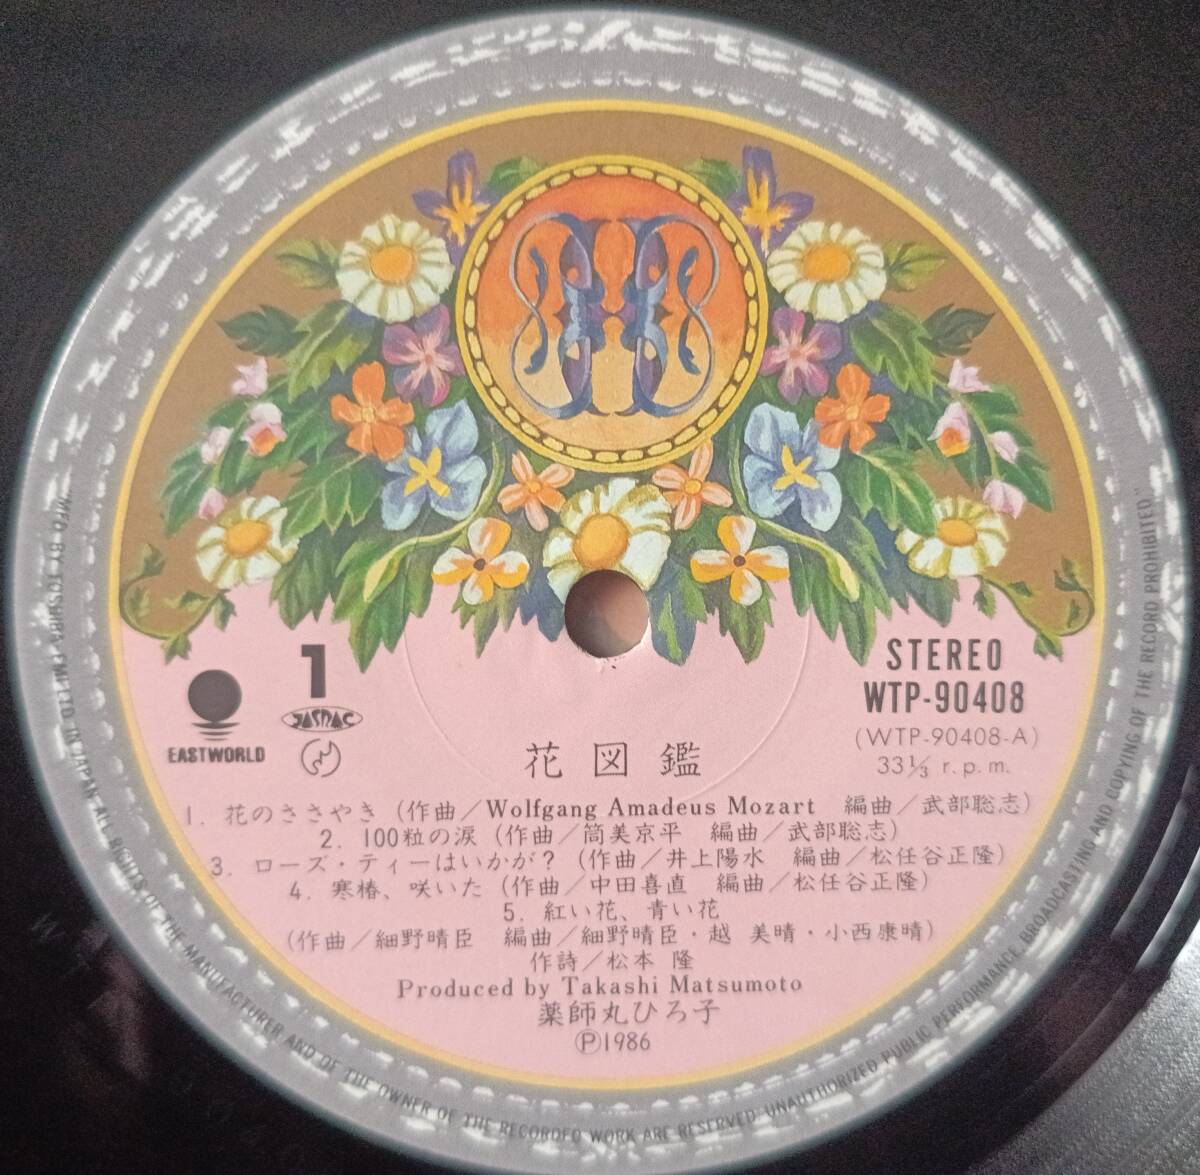 1
JASRAC
EASTWORLD
STEREO
WTP-90408
(WTP-90408-A)
33⅓ r.p.m.
花図鑑
1. 花のささやき (作曲／Wolfgang Amadeus Mozart 編曲／武部聡志)
2. 100粒の涙 (作曲／筒美京平 編曲／武部聡志)
3. ローズ・ティーはいかが? (作曲／井上陽水 編曲／松任谷正隆)
4. 寒椿、咲いた (作曲／中田喜直 編曲／松任谷正隆)
5. 紅い花、青い花
(作曲／細野晴臣 編曲／細野晴臣・越 美晴・小西康晴)
作詩／松本 隆
Produced by Takashi Matsumoto
薬師丸ひろ子
Ⓟ1986
"MFD BY TOSHIBA EMI LTD IN JAPAN ALL RIGHTS OF THE MANUFACTURER AND OF THE OWNER OF THE RECORDED WORK ARE RESERVED UNAUTHORIZED PUBLIC PERFORMANCE BROADCASTING AND COPYING OF THE RECORD PROHIBITED"